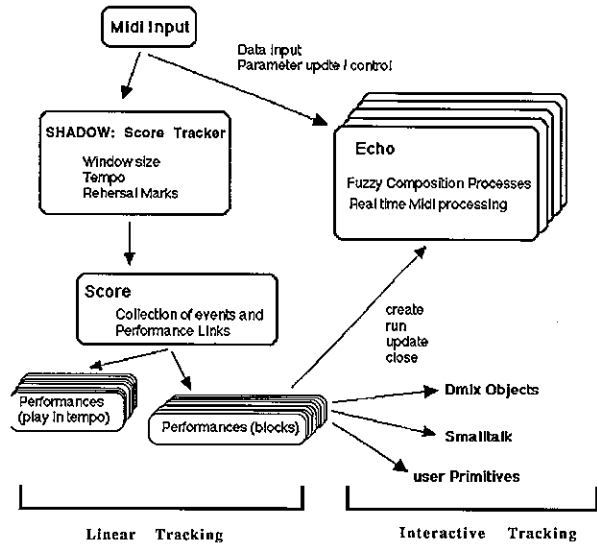 Midi Input
Data input
Parameter updte / control
SHADOW: Score Tracker
Window size
Tempo
Rehersal Marks
Echo
Fuzzy Composition Processes
Real time Midi processing
Score
Collection of events and
Performance Links
create
run
update
close
Performances
(play in tempo)
Performances (blocks)
Dmix Objects
Smalltalk
user Primitives
Linear Tracking
Interactive Tracking